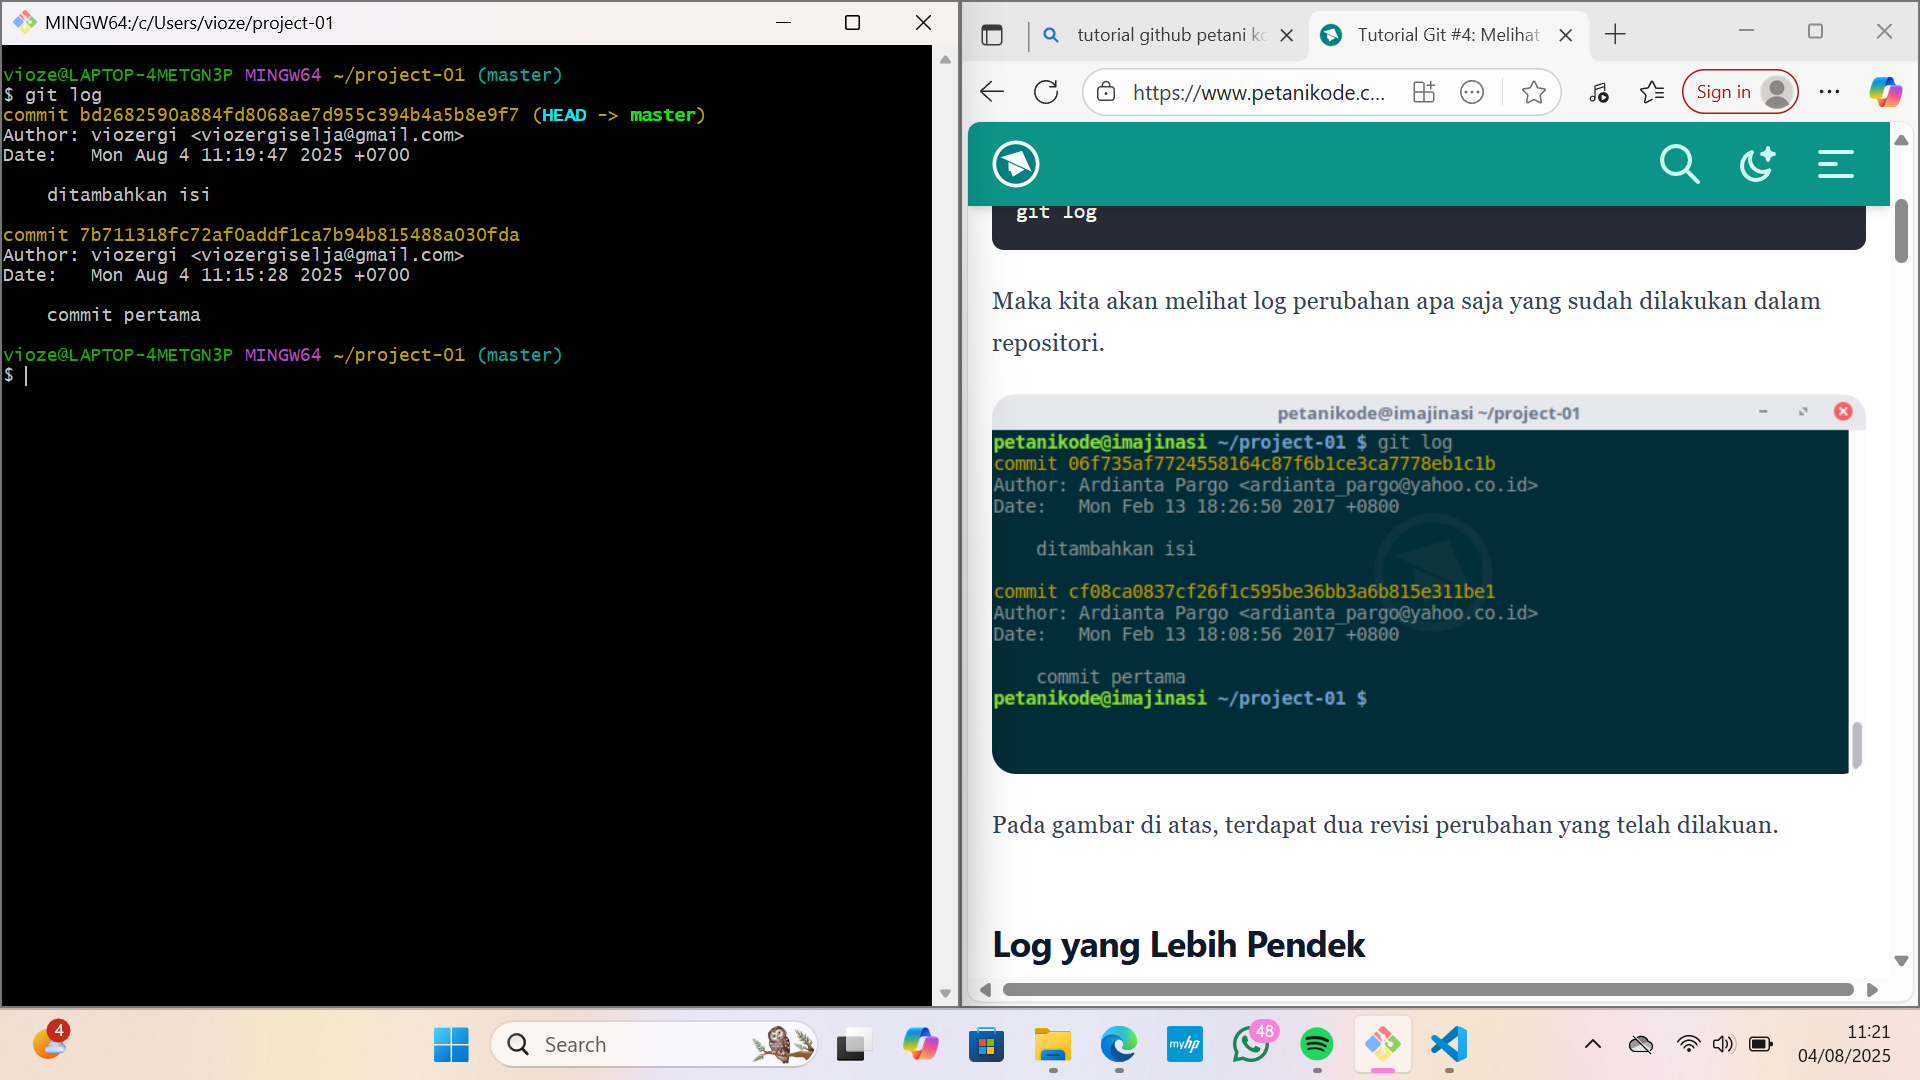 MINGW64:/c/Users/vioze/project-01
vioze@LAPTOP-4METGN3P MINGW64 ~/project-01 (master)
$ git log
commit bd2682590a884fd8068ae7d955c394b4a5b8e9f7 (HEAD -> master)
Author: viozergi <viozergiselja@gmail.com>
Date:   Mon Aug 4 11:19:47 2025 +0700
ditambahkan isi
commit 7b711318fc72af0addf1ca7b94b815488a030fda
Author: viozergi <viozergiselja@gmail.com>
Date:   Mon Aug 4 11:15:28 2025 +0700
commit pertama
vioze@LAPTOP-4METGN3P MINGW64 ~/project-01 (master)
$
tutorial github petani
Tutorial Git #4: Melihat
https://www.petanikode.c...
Sign in
git log
Maka kita akan melihat log perubahan apa saja yang sudah dilakukan dalam
repositori.
petanikode@imajinasi ~/project-01
petanikode@imajinasi ~/project-01 $ git log
commit 06f735af7724558164c87f6b1ce3ca7778eb1c1b
Author: Ardianta Pargo <ardianta_pargo@yahoo.co.id>
Date:   Mon Feb 13 18:26:50 2017 +0800
ditambahkan isi
commit cf08ca0837cf26f1c595be36bb3a6b815e311be1
Author: Ardianta Pargo <ardianta_pargo@yahoo.co.id>
Date:   Mon Feb 13 18:08:56 2017 +0800
commit pertama
petanikode@imajinasi ~/project-01 $
Pada gambar di atas, terdapat dua revisi perubahan yang telah dilakuan.
Log yang Lebih Pendek
4
Search
myhp
48
11:21
04/08/2025